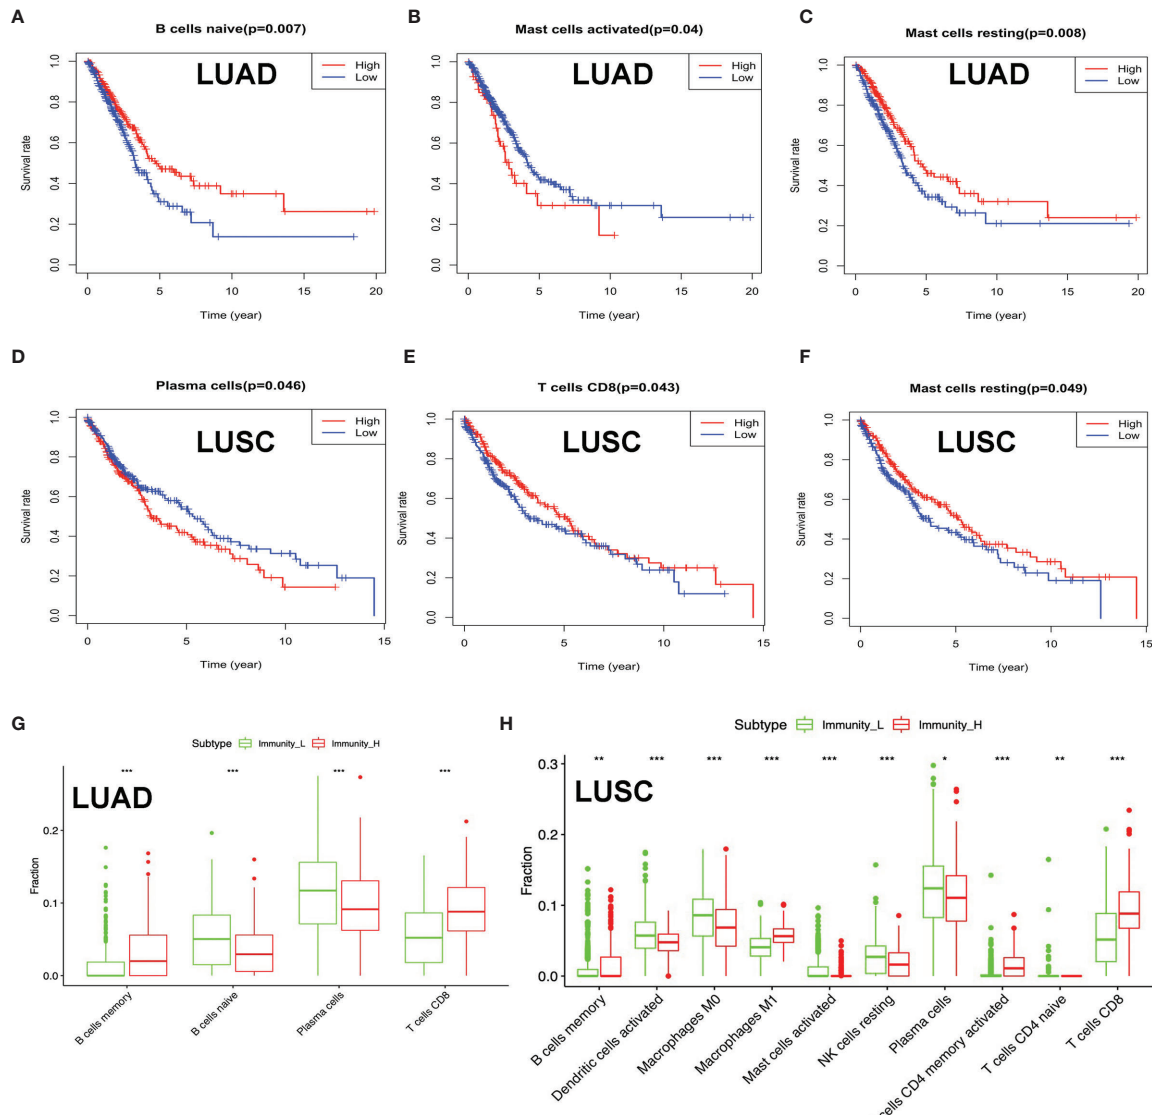 A
B cells naive(p=0.007)
LUAD
High
Low
Survival rate
1.0
0.8
0.6
0.4
0.2
0.0
0 5 10 15 20
Time (year)
B
Mast cells activated(p=0.04)
LUAD
High
Low
Survival rate
1.0
0.8
0.6
0.4
0.2
0.0
0 5 10 15 20
Time (year)
C
Mast cells resting(p=0.008)
LUAD
High
Low
Survival rate
1.0
0.8
0.6
0.4
0.2
0.0
0 5 10 15 20
Time (year)
D
Plasma cells(p=0.046)
LUSC
High
Low
Survival rate
1.0
0.8
0.6
0.4
0.2
0.0
0 5 10 15
Time (year)
E
T cells CD8(p=0.043)
LUSC
High
Low
Survival rate
1.0
0.8
0.6
0.4
0.2
0.0
0 5 10 15
Time (year)
F
Mast cells resting(p=0.049)
LUSC
High
Low
Survival rate
1.0
0.8
0.6
0.4
0.2
0.0
0 5 10 15
Time (year)
G
Subtype Immunity_L Immunity_H
*** *** *** ***
LUAD
Fraction
0.2
0.1
0.0
B cells memory
B cells naive
Plasma cells
T cells CD8
H
Subtype Immunity_L Immunity_H
** *** *** *** *** *** * *** ** ***
LUSC
Fraction
0.3
0.2
0.1
0.0
B cells memory
Dendritic cells activated
Macrophages M0
Macrophages M1
Mast cells activated
NK cells resting
Plasma cells
cells CD4 memory activated
T cells CD4 naive
T cells CD8